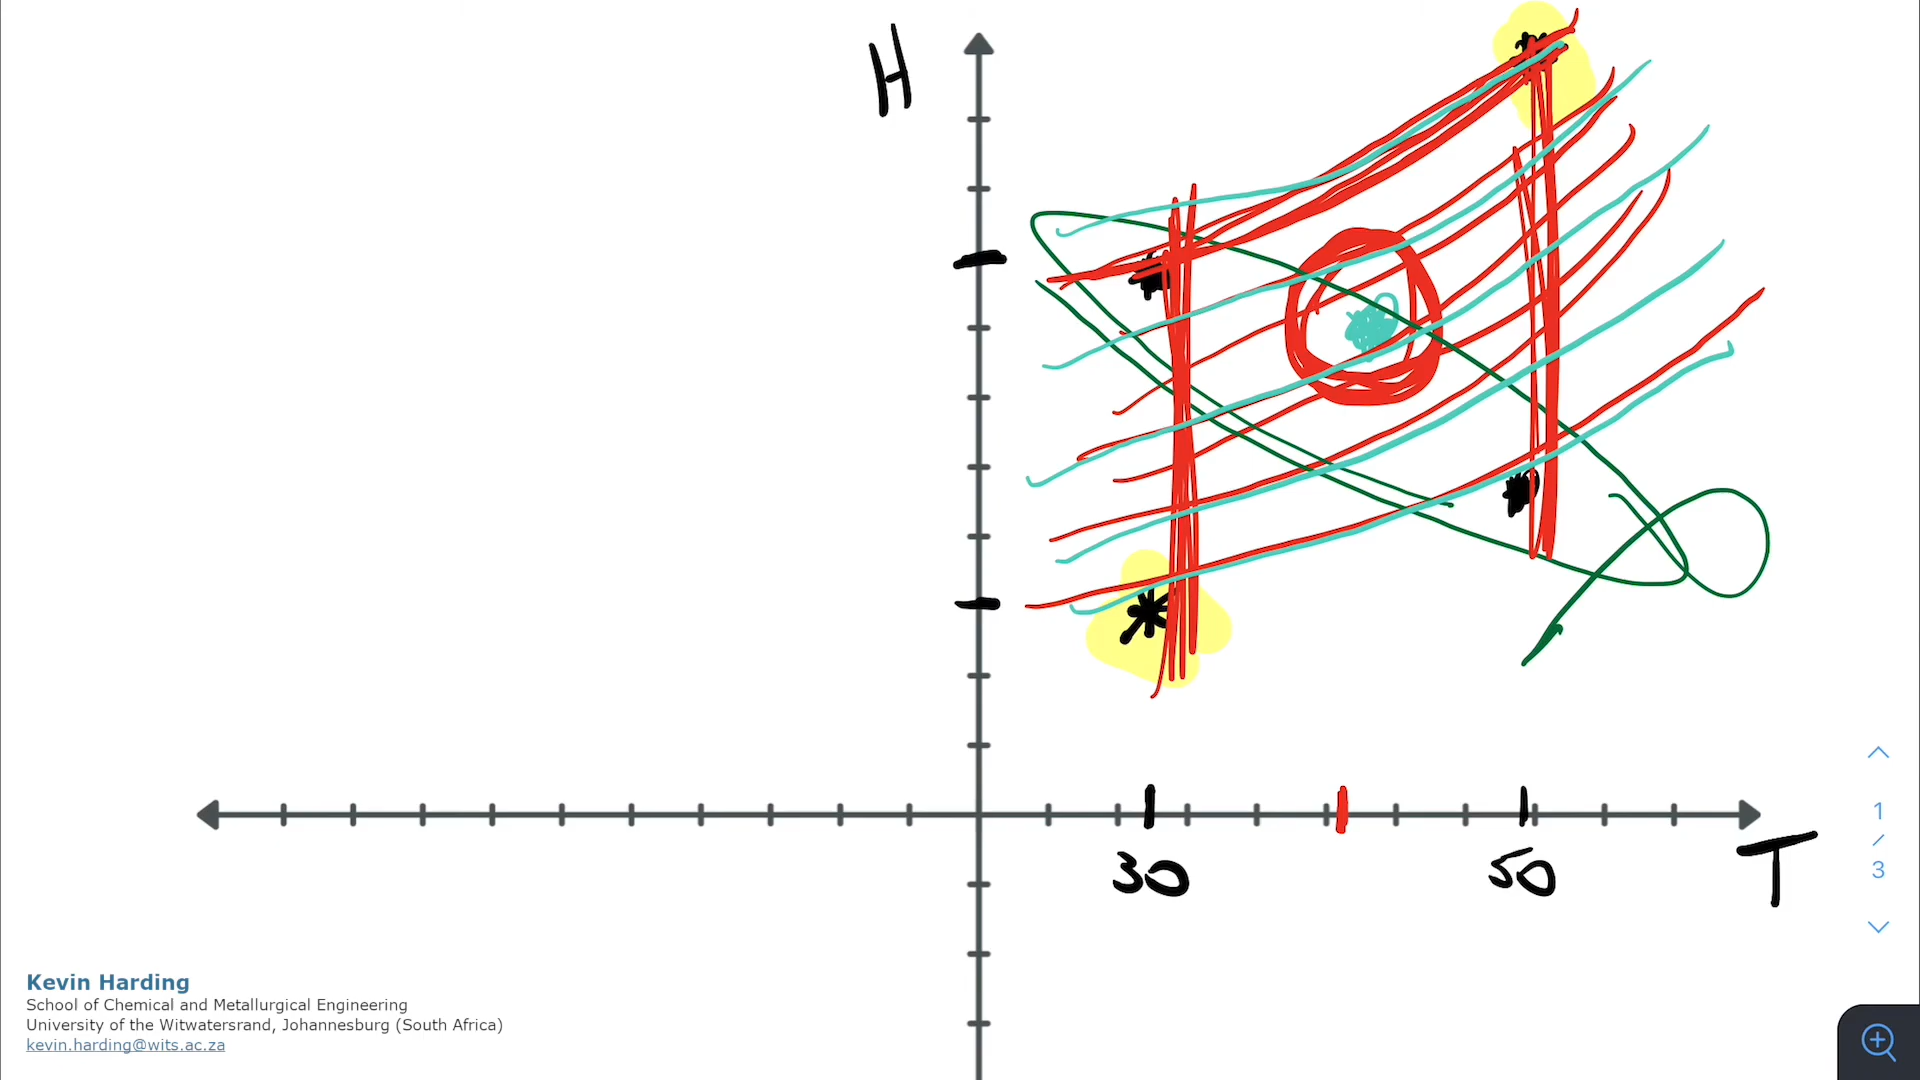 H
30
50
T
1
/
3
Kevin Harding
School of Chemical and Metallurgical Engineering
University of the Witwatersrand, Johannesburg (South Africa)
kevin.harding@wits.ac.za